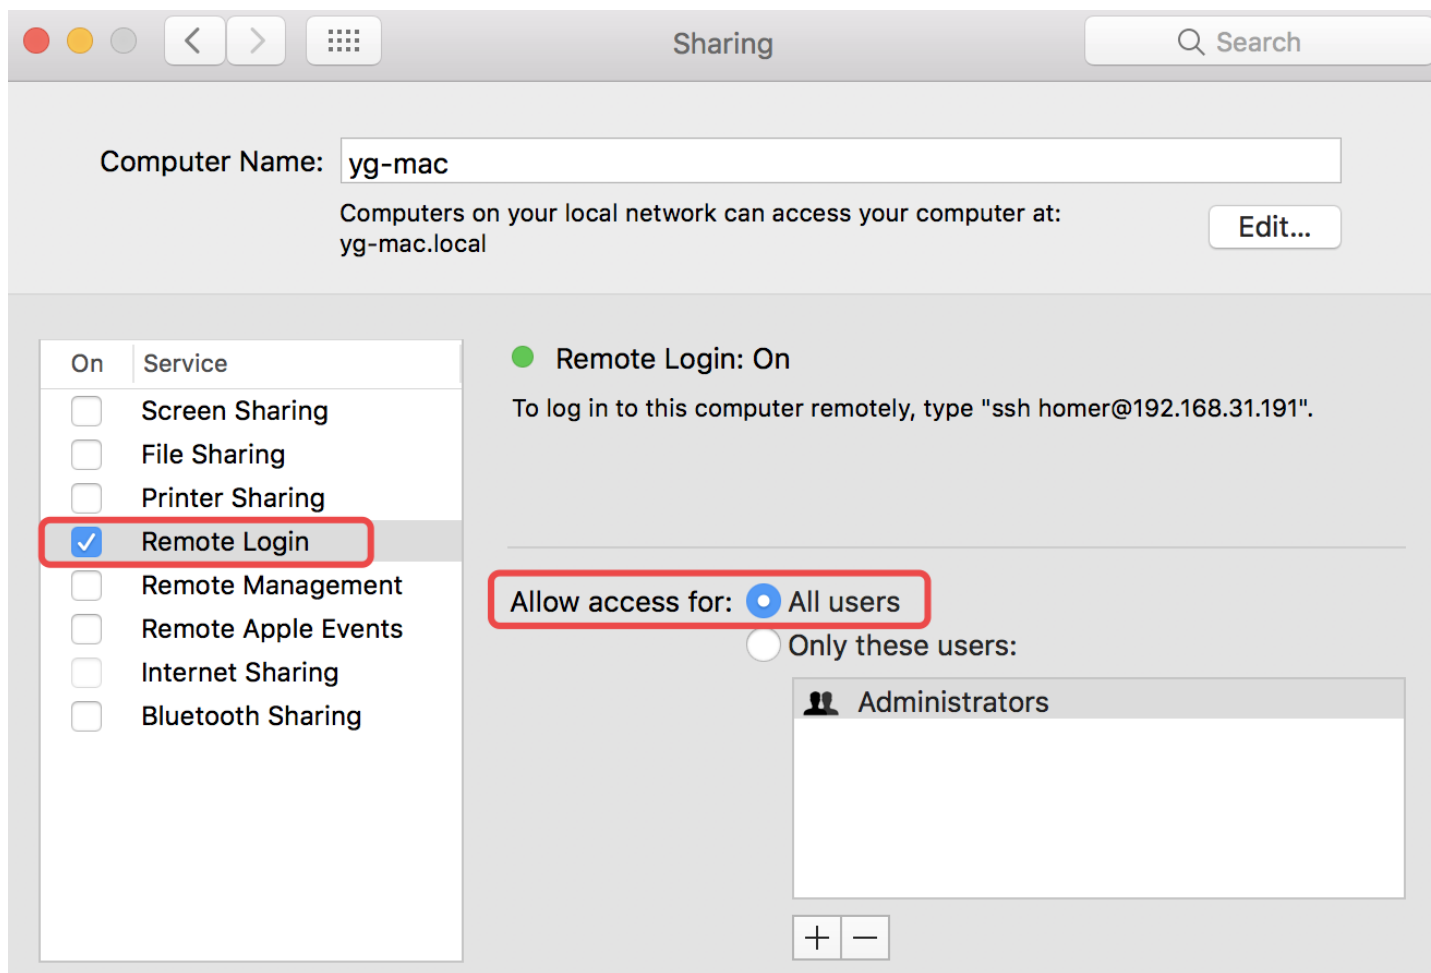 Sharing
Search
Computer Name: yg-mac
Computers on your local network can access your computer at:
yg-mac.local
Edit...
On Service
Screen Sharing
File Sharing
Printer Sharing
Remote Login
Remote Management
Remote Apple Events
Internet Sharing
Bluetooth Sharing
Remote Login: On
To log in to this computer remotely, type "ssh homer@192.168.31.191".
Allow access for: All users
Only these users:
Administrators